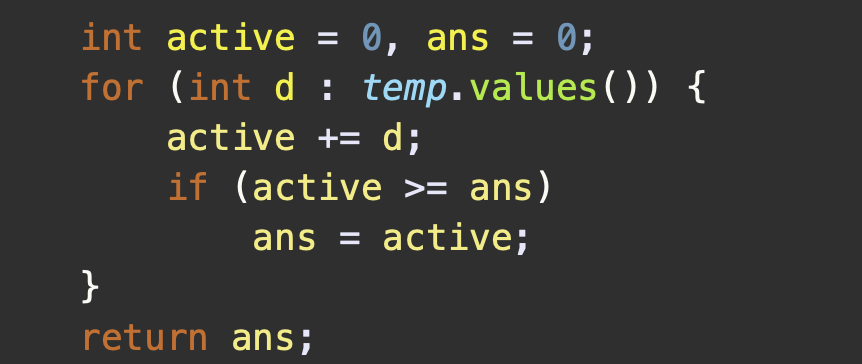 int active = 0, ans = 0;
for (int d : temp.values()) {
    active += d;
    if (active >= ans)
        ans = active;
}
return ans;